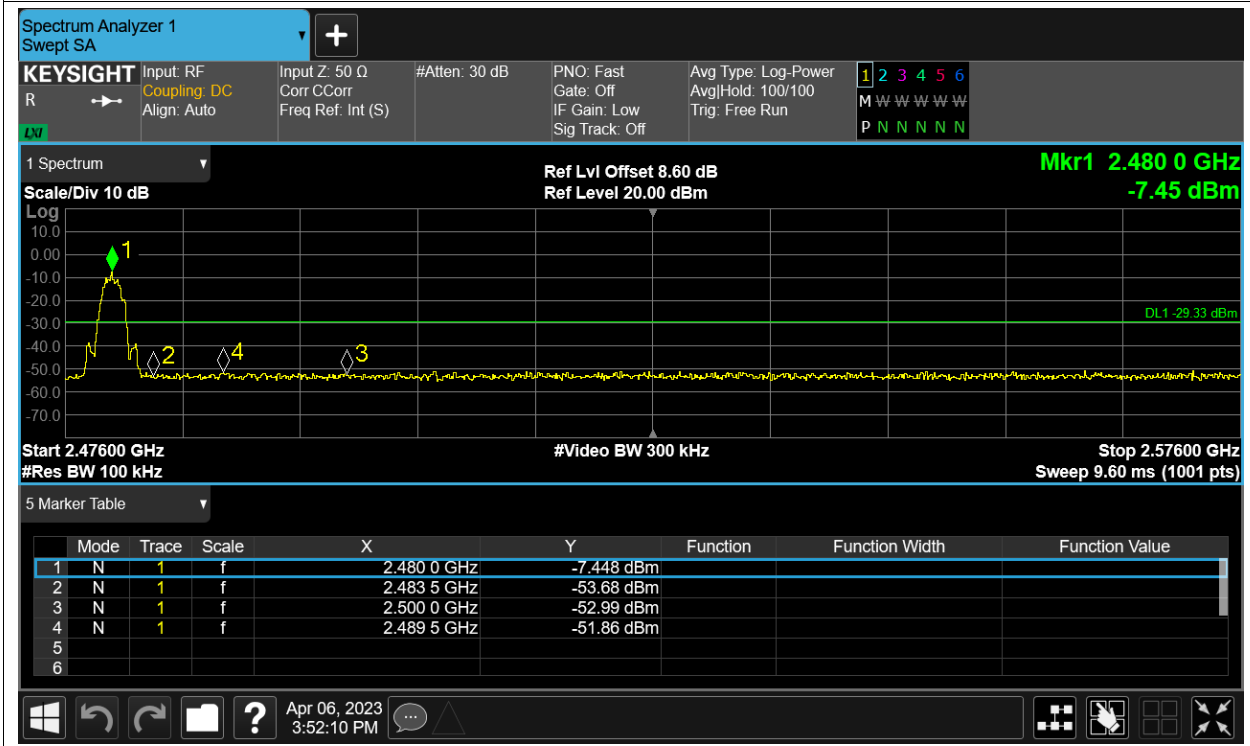 Spectrum Analyzer 1
Swept SA
+
KEYSIGHT
R
LXI
Input: RF
Coupling: DC
Align: Auto
Input Z: 50 Ω
Corr CCorr
Freq Ref: Int (S)
#Atten: 30 dB
PNO: Fast
Gate: Off
IF Gain: Low
Sig Track: Off
Avg Type: Log-Power
Avg|Hold: 100/100
Trig: Free Run
1 2 3 4 5 6
M W W W W W
P N N N N N
1 Spectrum
Scale/Div 10 dB
Ref Lvl Offset 8.60 dB
Ref Level 20.00 dBm
Mkr1 2.480 0 GHz
-7.45 dBm
Log
10.0
0.00
-10.0
-20.0
-30.0
-40.0
-50.0
-60.0
-70.0
1
2
4
3
DL1 -29.33 dBm
Start 2.47600 GHz
#Video BW 300 kHz
Stop 2.57600 GHz
#Res BW 100 kHz
Sweep 9.60 ms (1001 pts)
5 Marker Table
Mode Trace Scale X Y Function Function Width Function Value
1 N 1 f 2.480 0 GHz -7.448 dBm
2 N 1 f 2.483 5 GHz -53.68 dBm
3 N 1 f 2.500 0 GHz -52.99 dBm
4 N 1 f 2.489 5 GHz -51.86 dBm
5
6
?
Apr 06, 2023
3:52:10 PM